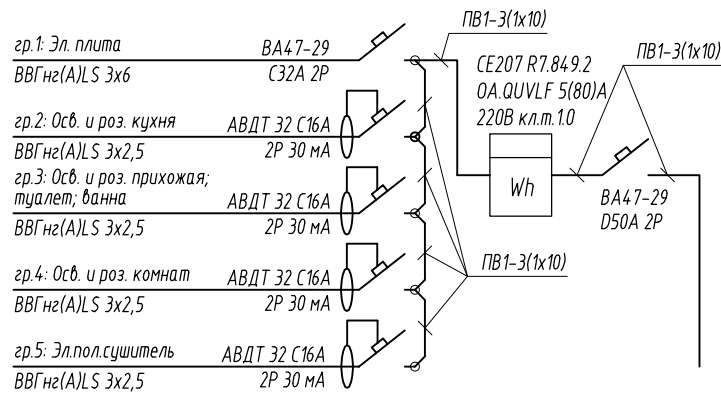 гр.1: Эл. плита
ВА47-29
ВВГнг(А)LS 3х6
С32А 2Р
ПВ1-3(1х10)
ПВ1-3(1х10)
CE207 R7.849.2
OA.QUVLF 5(80)А
220В кл.т.1.0
Wh
ВА47-29
D50А 2Р
гр.2: Осв. и роз. кухня
АВДТ 32 С16А
ВВГнг(А)LS 3х2,5
2Р 30 мА
гр.3: Осв. и роз. прихожая;
туалет; ванна
АВДТ 32 С16А
ВВГнг(А)LS 3х2,5
2Р 30 мА
ПВ1-3(1х10)
гр.4: Осв. и роз. комнат
АВДТ 32 С16А
ВВГнг(А)LS 3х2,5
2Р 30 мА
гр.5: Эл.пол.сушитель
АВДТ 32 С16А
ВВГнг(А)LS 3х2,5
2Р 30 мА